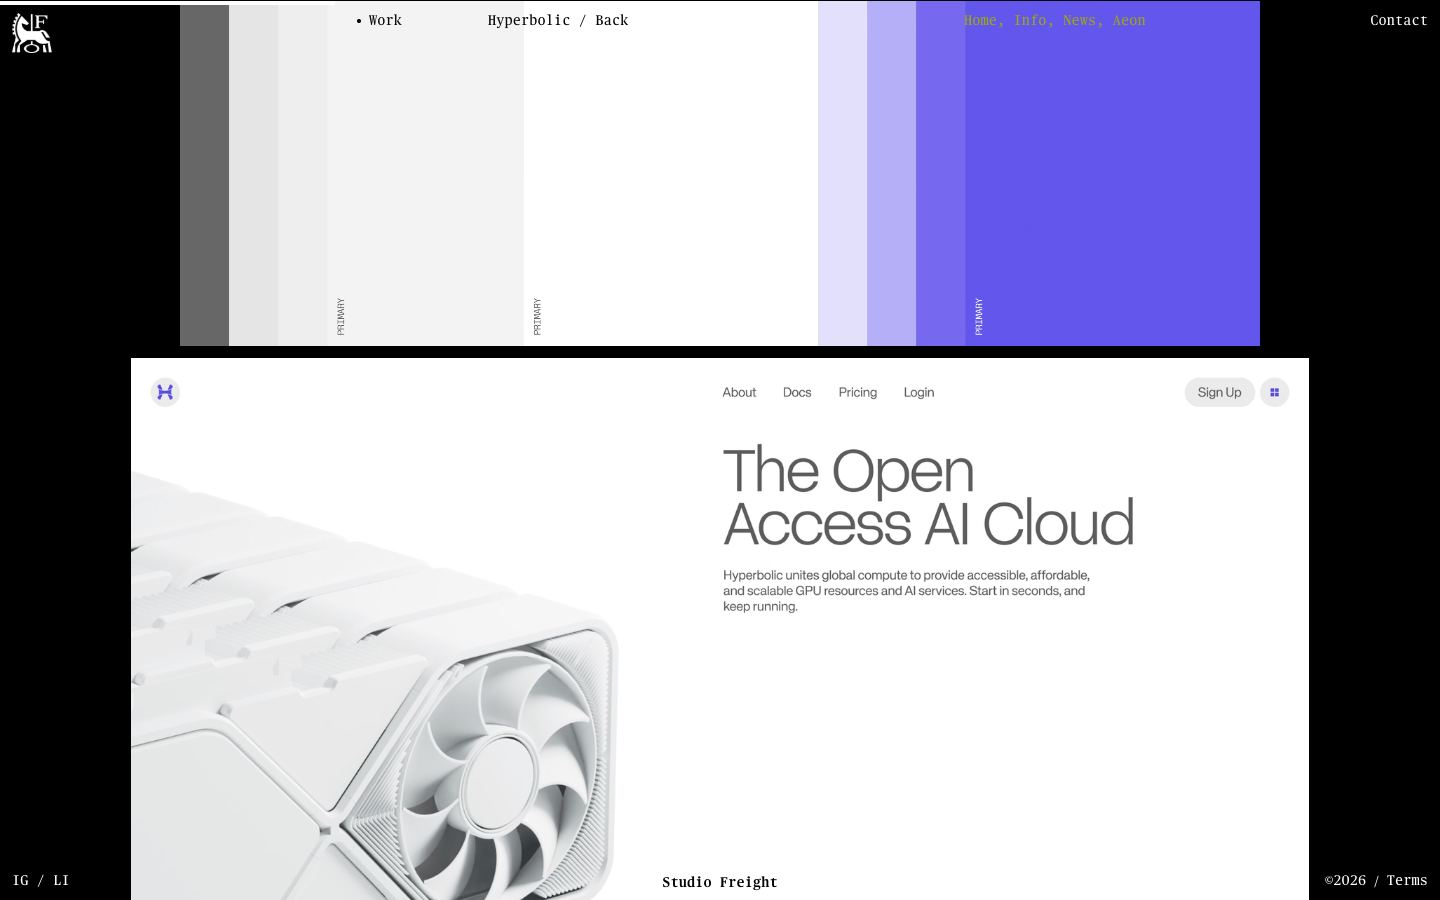 F
• Work
Hyperbolic / Back
Home, Info, News, Aeon
Contact
PRIMARY
PRIMARY
PRIMARY
About
Docs
Pricing
Login
Sign Up
The Open
Access AI Cloud
Hyperbolic unites global compute to provide accessible, affordable,
and scalable GPU resources and AI services. Start in seconds, and
keep running.
IG / LI
Studio Freight
©2026 / Terms